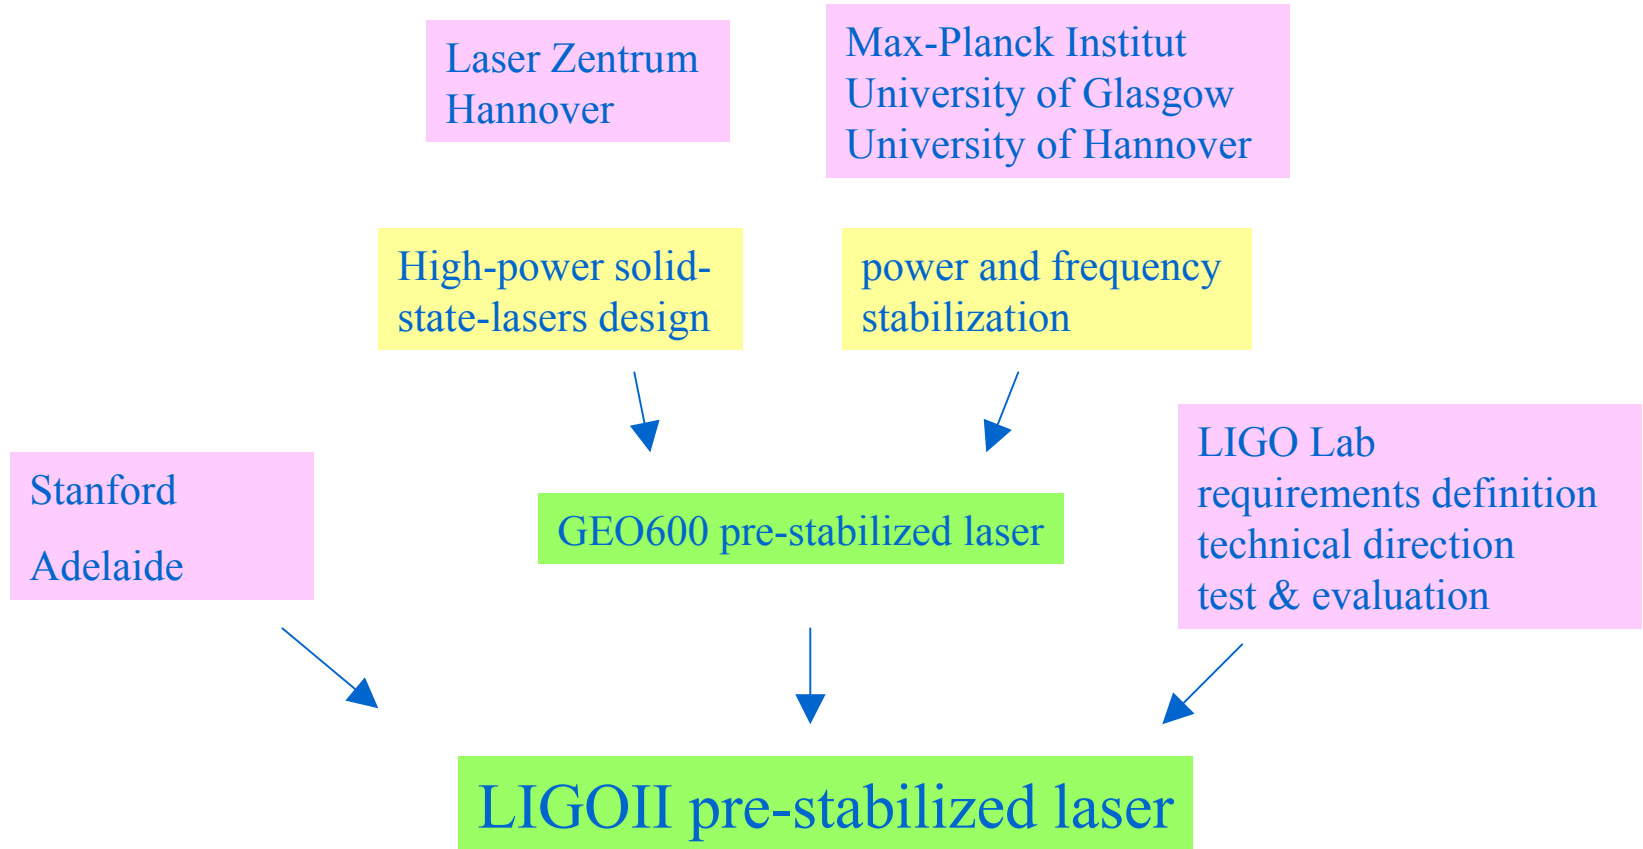 Laser Zentrum
Hannover
Max-Planck Institut
University of Glasgow
University of Hannover
High-power solid-
state-lasers design
power and frequency
stabilization
Stanford
Adelaide
GEO600 pre-stabilized laser
LIGO Lab
requirements definition
technical direction
test & evaluation
LIGOII pre-stabilized laser